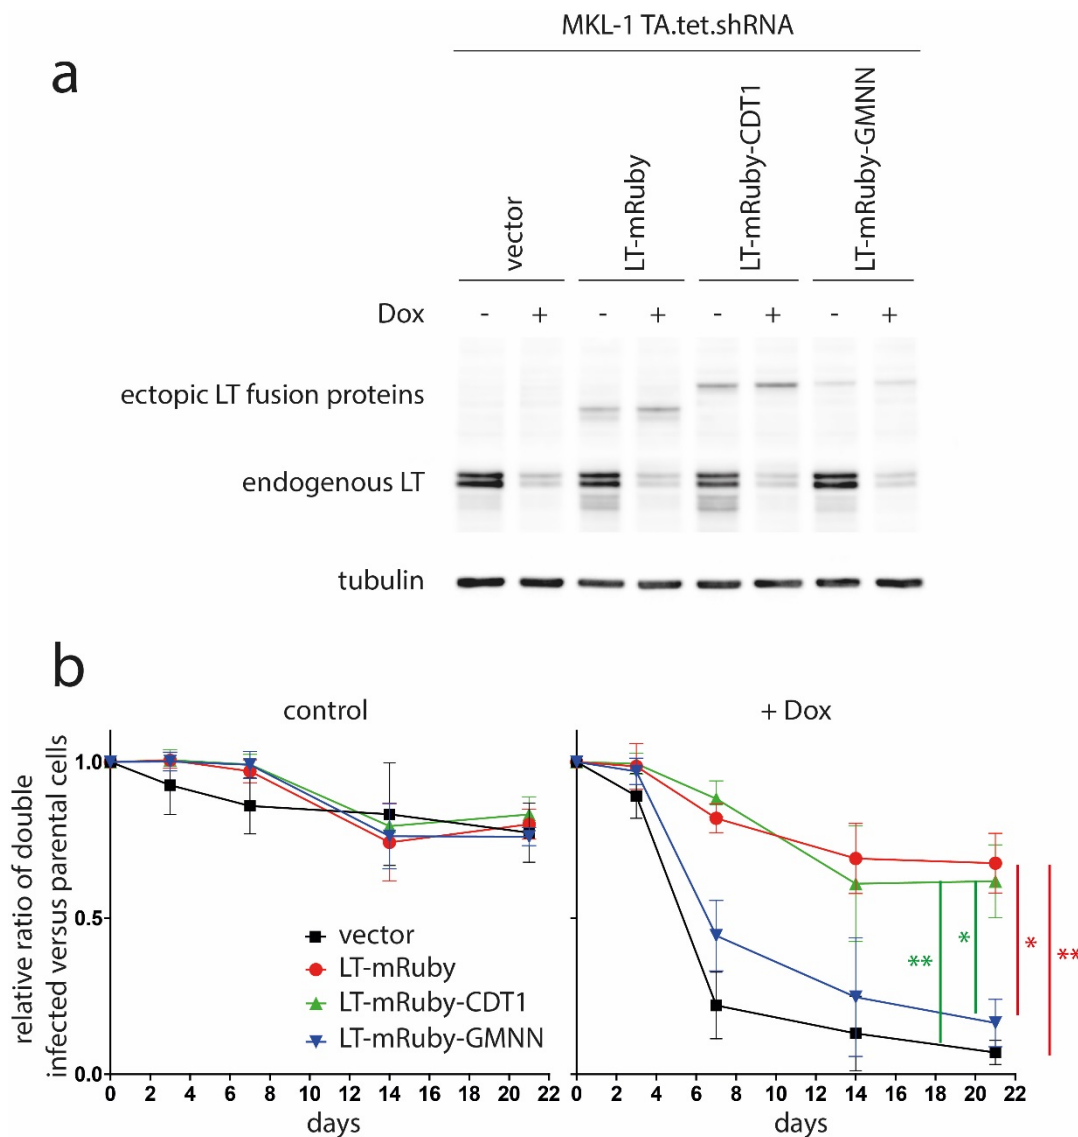 MKL-1 TA.tet.shRNA
a
vector
LT-mRuby
LT-mRuby-CDT1
LT-mRuby-GMNN
Dox - + - + - + - +
ectopic LT fusion proteins
endogenous LT
tubulin
b
control
+ Dox
relative ratio of double
infected versus parental cells
1.0
0.5
0.0
vector
LT-mRuby
LT-mRuby-CDT1
LT-mRuby-GMNN
** * * **
0 2 4 6 8 10 12 14 16 18 20 22
days
0 2 4 6 8 10 12 14 16 18 20 22
days